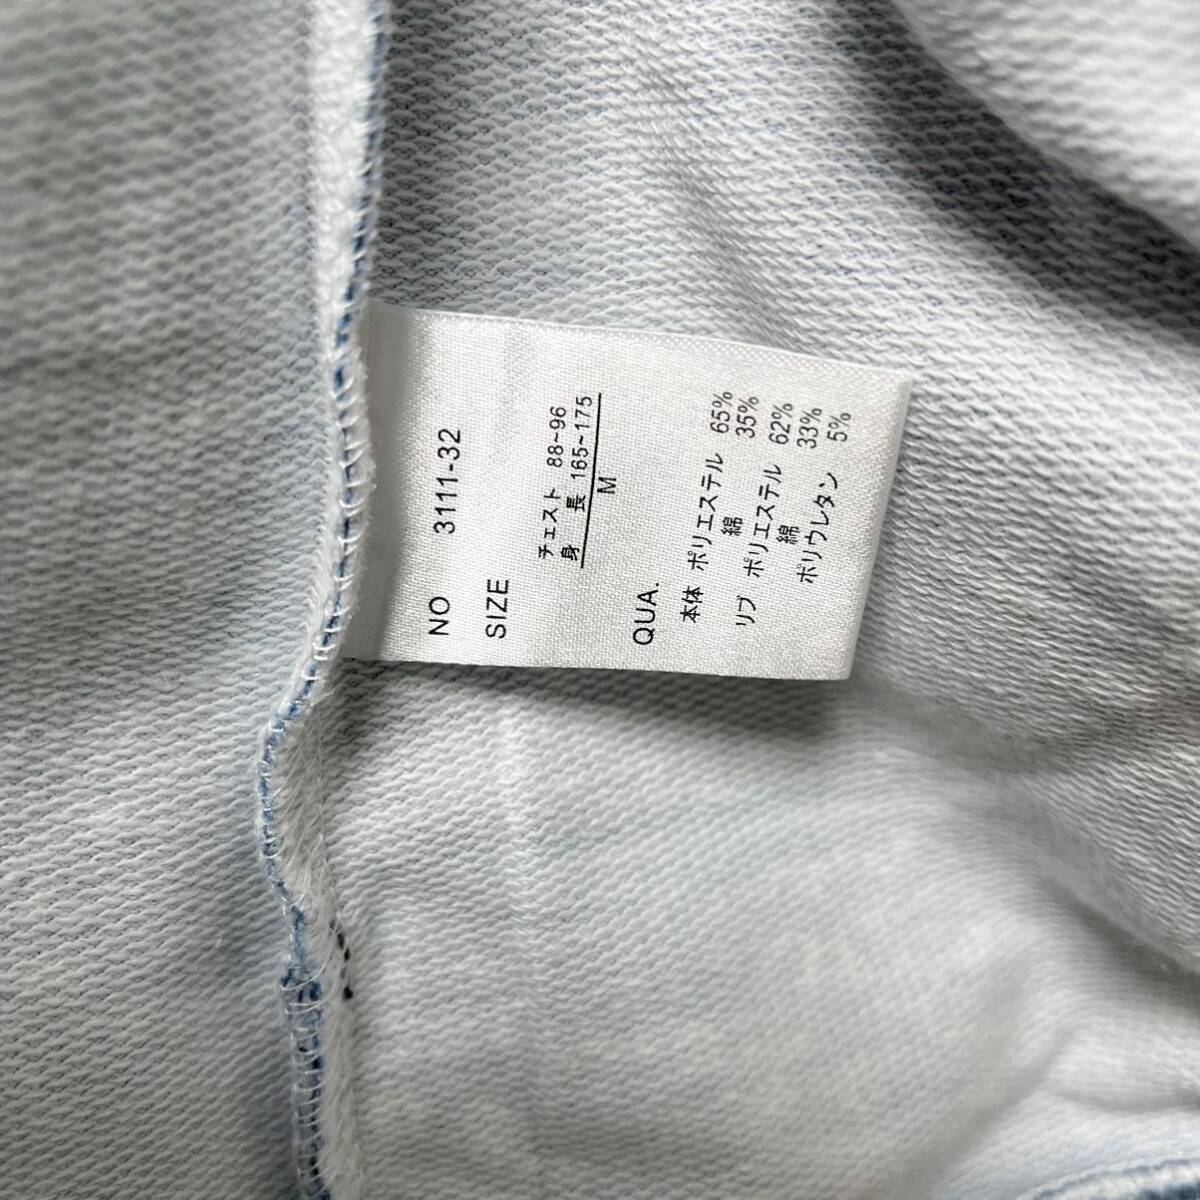 NO 3111-32
SIZE
チェスト 88~96
身 長 165~175
M
QUA.
本体 ポリエステル 65%
綿 35%
リブ ポリエステル 62%
綿 33%
ポリウレタン 5%